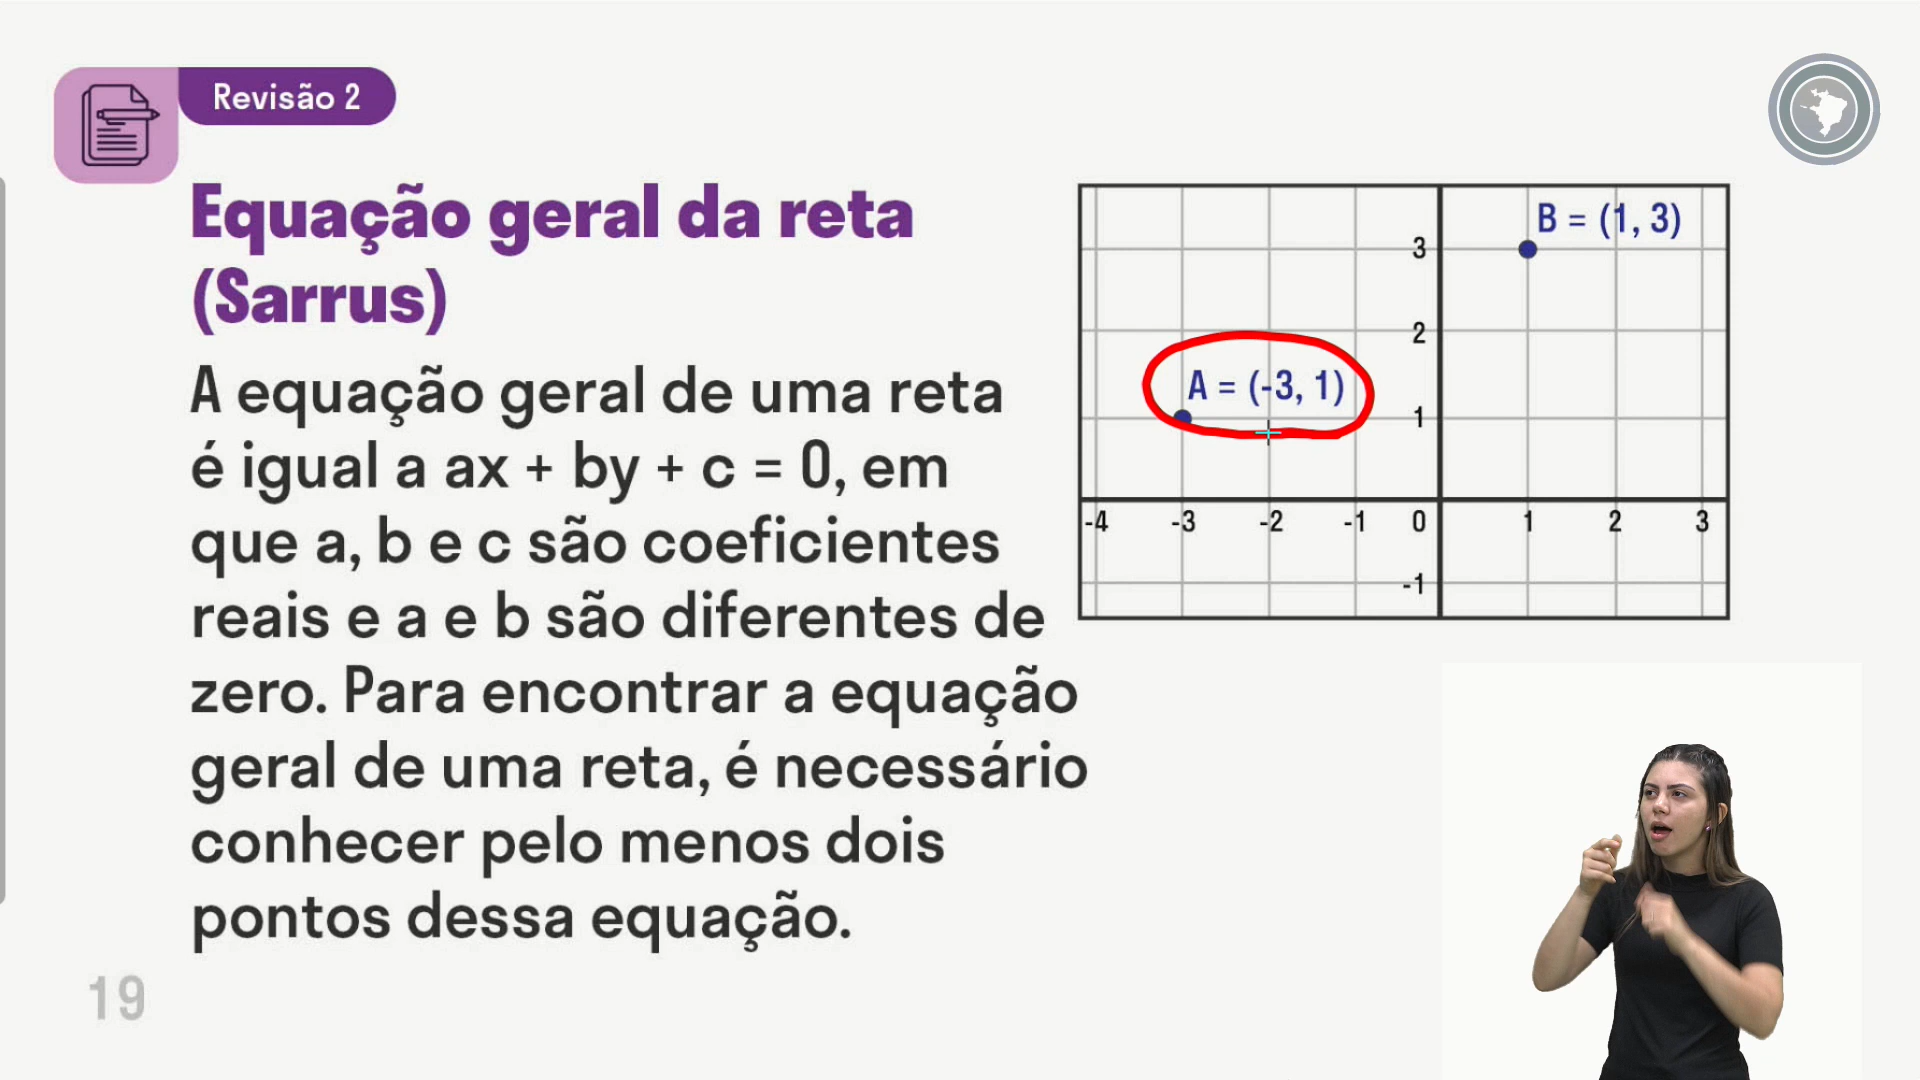 Revisão 2
Equação geral da reta
(Sarrus)
A equação geral de uma reta
é igual a ax + by + c = 0, em
que a, b e c são coeficientes
reais e a e b são diferentes de
zero. Para encontrar a equação
geral de uma reta, é necessário
conhecer pelo menos dois
pontos dessa equação.
19
B = (1, 3)
3
2
A = (-3, 1)
1
-4 -3 -2 -1 0 1 2 3
-1